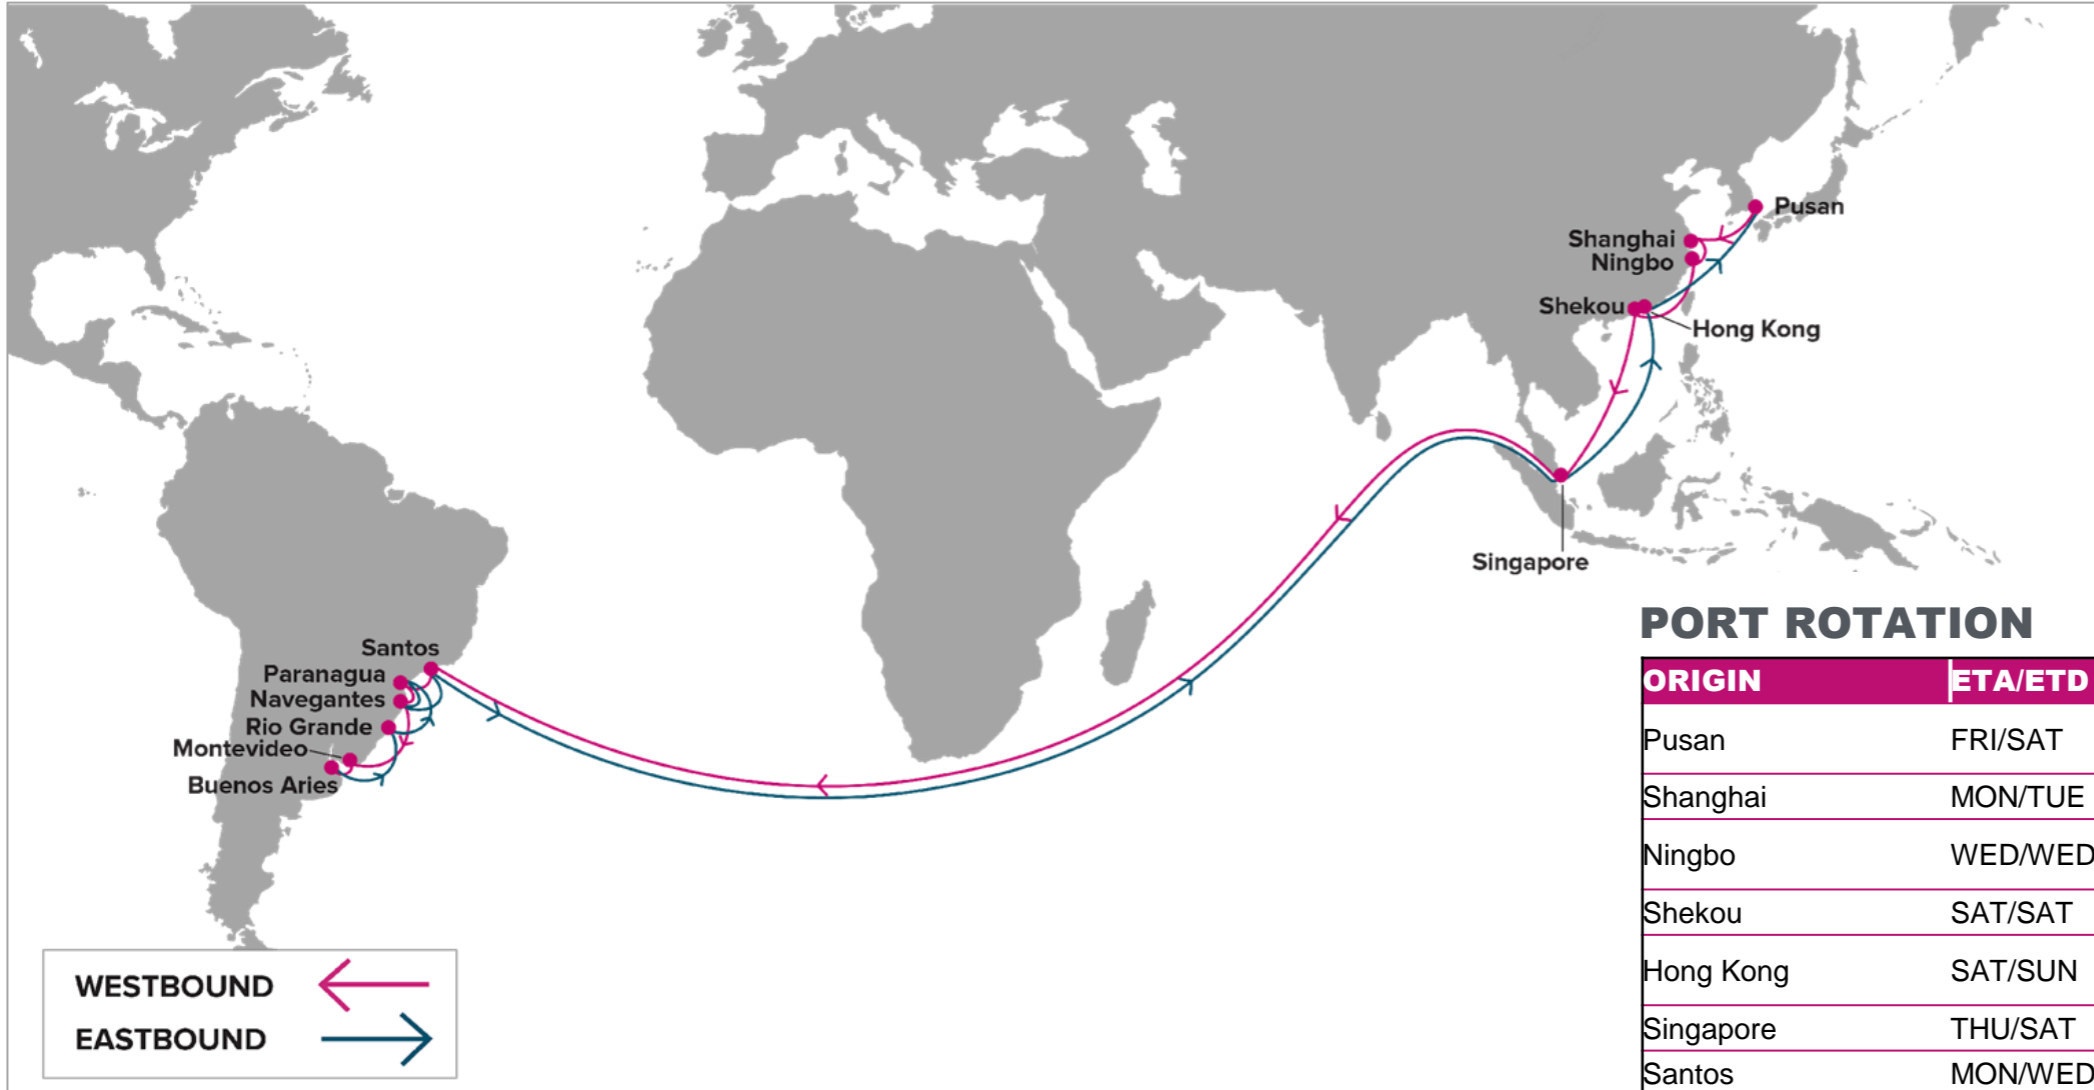 Pusan
Shanghai
Ningbo
Shekou
Hong Kong
Singapore
Santos
Paranagua
Navegantes
Rio Grande
Montevideo
Buenos Aries
WESTBOUND
EASTBOUND
PORT ROTATION
ORIGIN ETA/ETD
Pusan FRI/SAT
Shanghai MON/TUE
Ningbo WED/WED
Shekou SAT/SAT
Hong Kong SAT/SUN
Singapore THU/SAT
Santos MON/WED